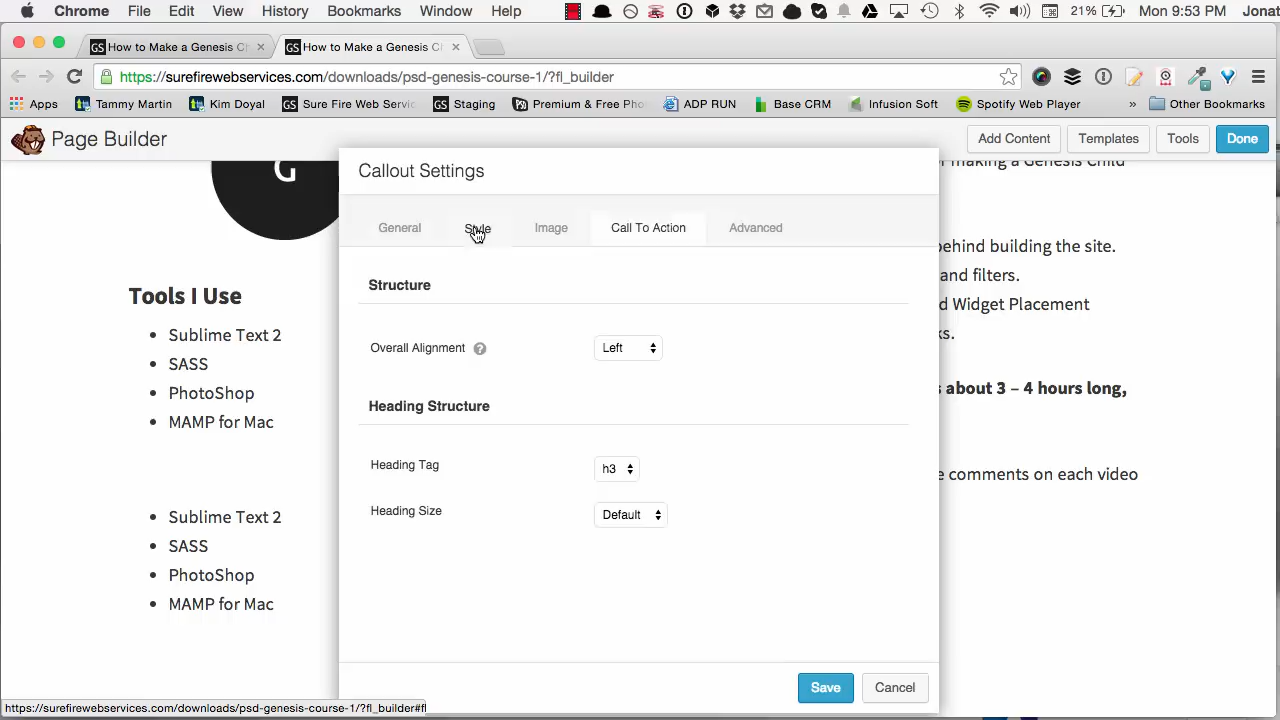 Chrome File Edit View History Bookmarks Window Help 21% Mon 9:53 PM Jonat
GS How to Make a Genesis Ch × GS How to Make a Genesis Ch ×
https://surefirewebservices.com/downloads/psd-genesis-course-1/?fl_builder
Apps Tammy Martin Kim Doyal GS Sure Fire Web Servic GS Staging Premium & Free Pho ADP RUN Base CRM Infusion Soft Spotify Web Player » Other Bookmarks
Page Builder Add Content Templates Tools Done
G
Callout Settings
or making a Genesis Child
General Style Image Call To Action Advanced
behind building the site.
and filters.
Structure
Tools I Use
d Widget Placement
Sublime Text 2
ks.
Overall Alignment ? Left
SASS
PhotoShop
s about 3 – 4 hours long,
Heading Structure
MAMP for Mac
Heading Tag h3
e comments on each video
Heading Size Default
Sublime Text 2
SASS
PhotoShop
MAMP for Mac
Save Cancel
https://surefirewebservices.com/downloads/psd-genesis-course-1/?fl_builder#fl